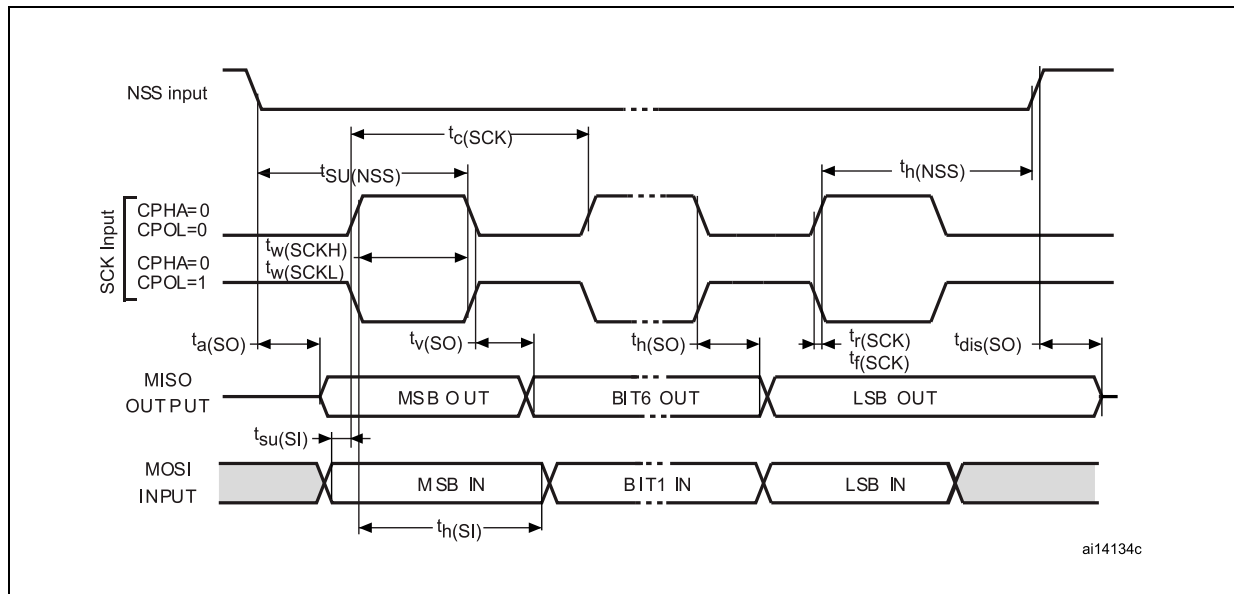 NSS input
tc(SCK)
tSU(NSS)
th(NSS)
SCK Input
CPHA=0
CPOL=0
tw(SCKH)
tw(SCKL)
CPHA=0
CPOL=1
ta(SO)
tv(SO)
th(SO)
tr(SCK)
tf(SCK)
tdis(SO)
MISO
OUTPUT
MSB OUT
BIT6 OUT
LSB OUT
tsu(SI)
MOSI
INPUT
MSB IN
BIT1 IN
LSB IN
th(SI)
ai14134c